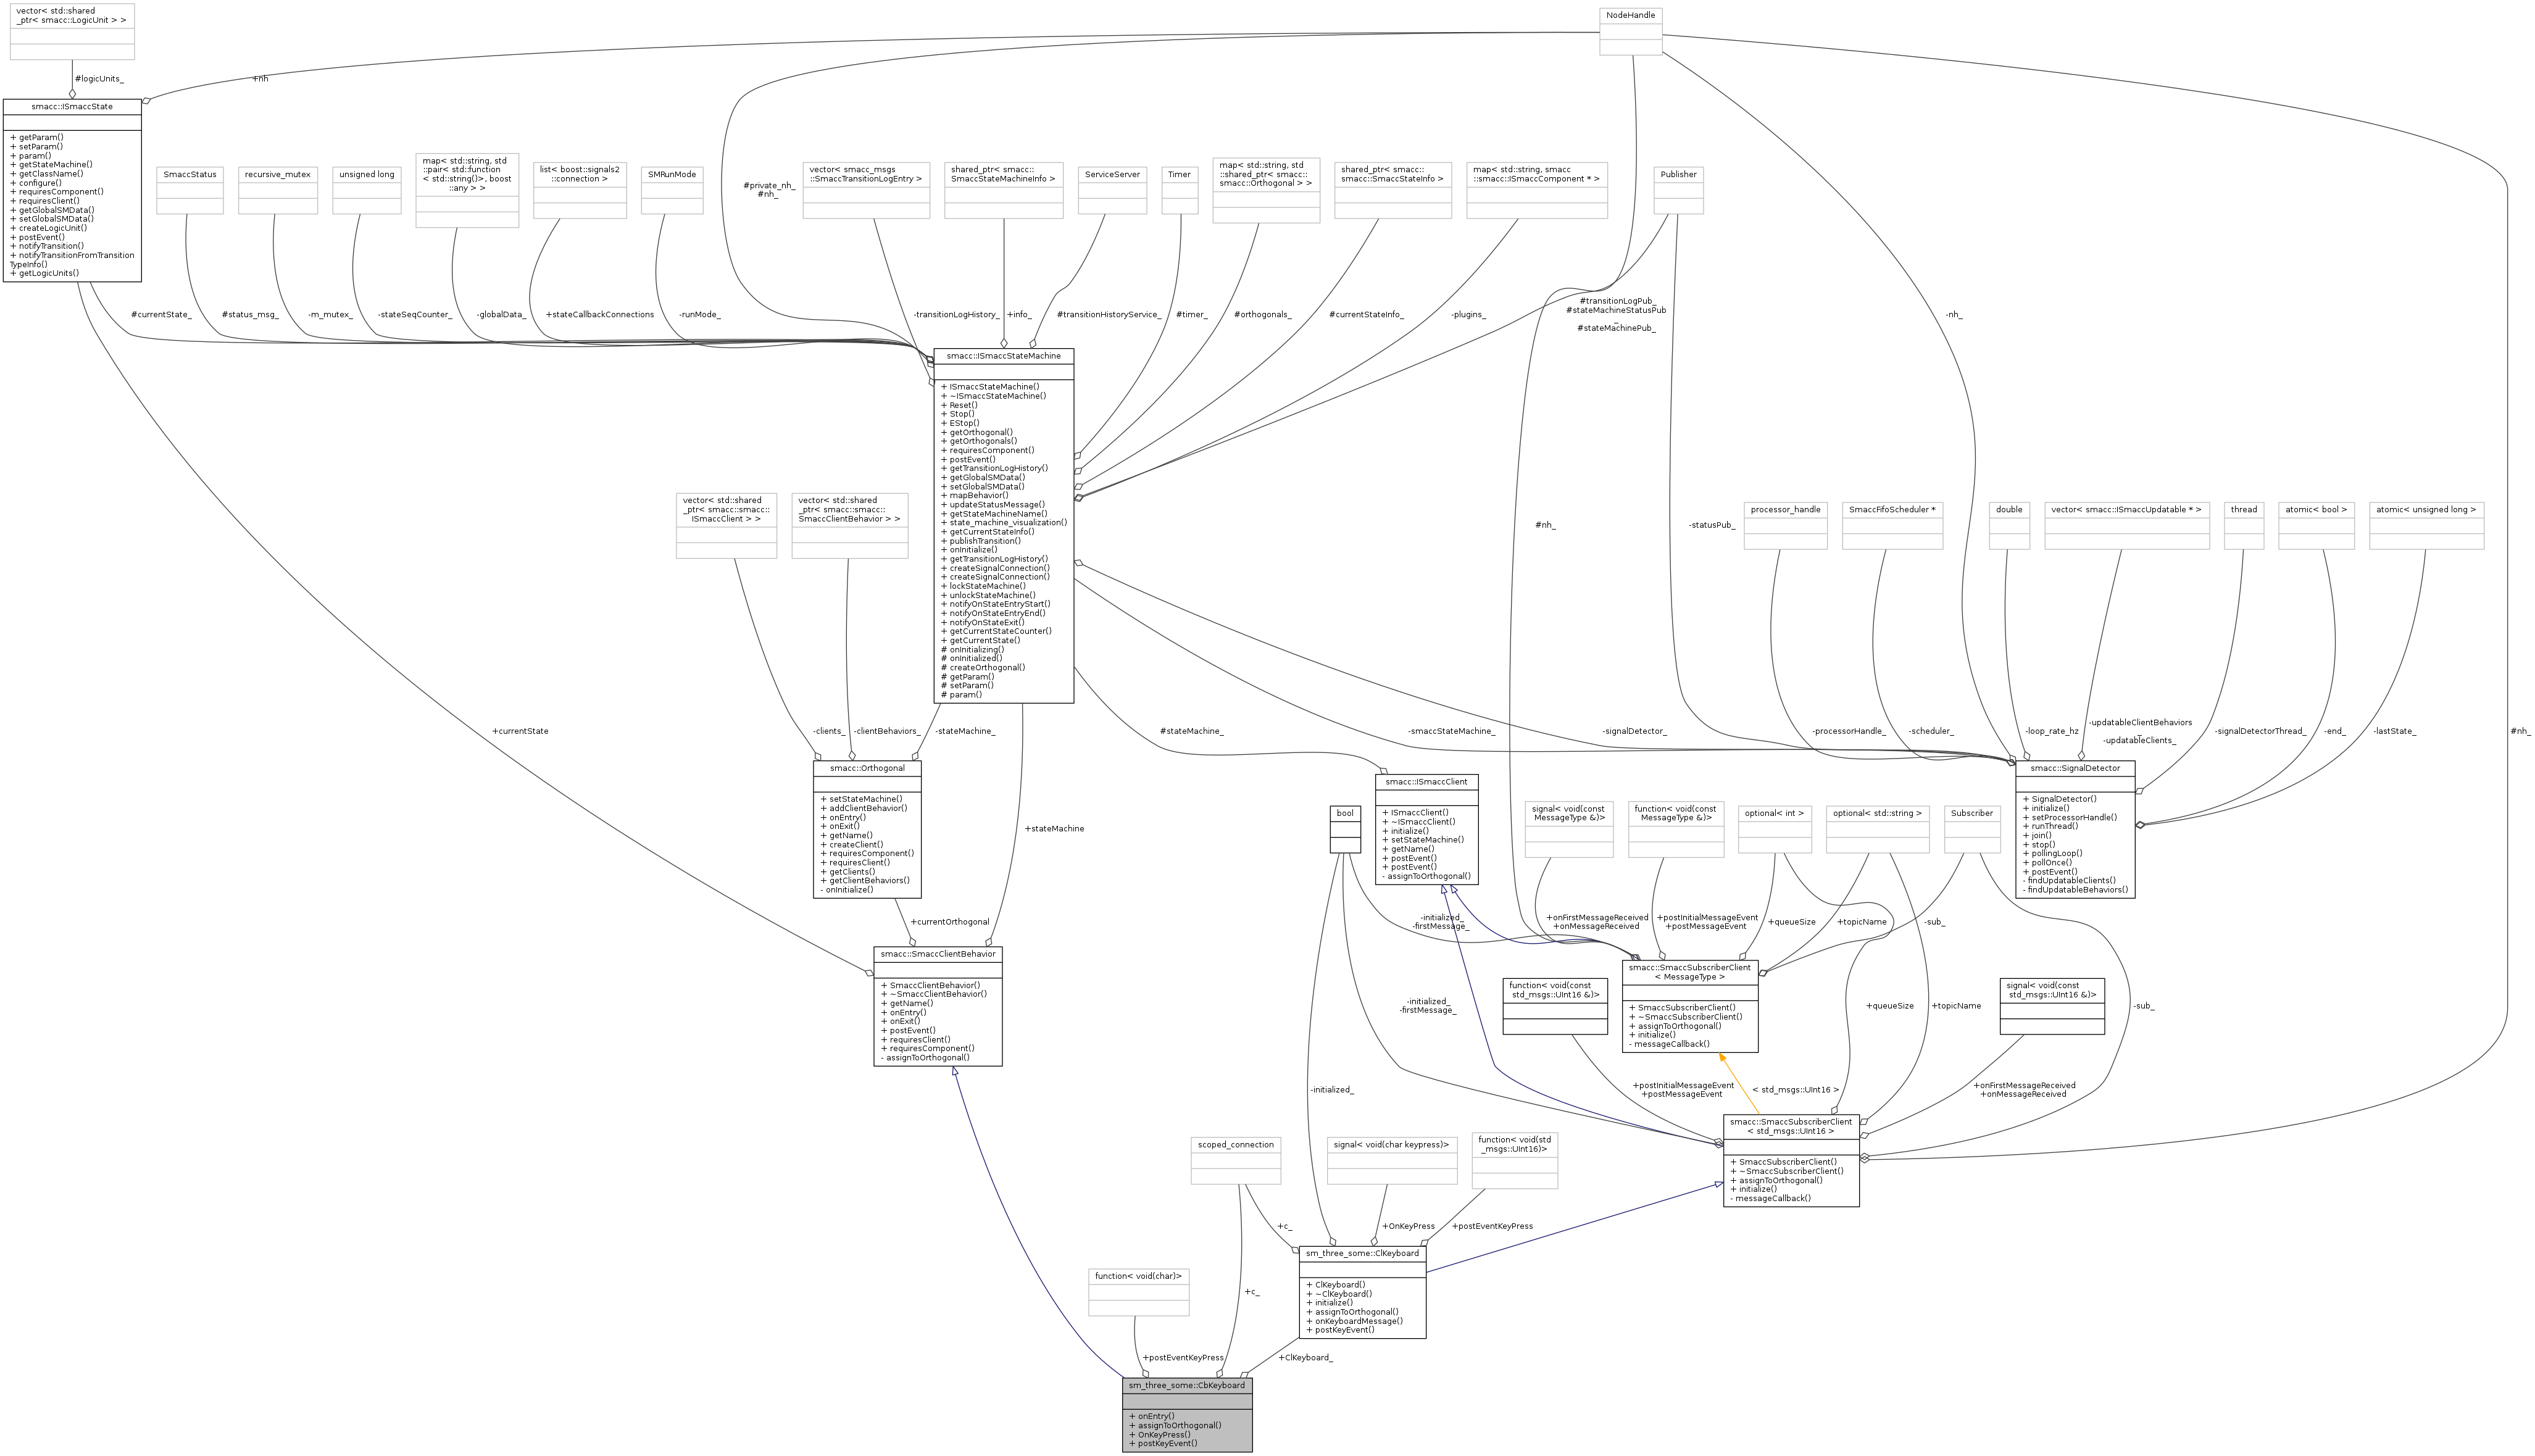 vector< std::shared
_ptr< smacc::LogicUnit > >
NodeHandle
#logicUnits_
+nh
smacc::ISmaccState
+ getParam()
+ setParam()
+ param()
+ getStateMachine()
+ getClassName()
+ configure()
+ requiresComponent()
+ requiresClient()
+ getGlobalSMData()
+ setGlobalSMData()
+ createLogicUnit()
+ postEvent()
+ notifyTransition()
+ notifyTransitionFromTransition
TypeInfo()
+ getLogicUnits()
SmaccStatus
recursive_mutex
unsigned long
map< std::string, std
::pair< std::function
< std::string()>, boost
::any > >
list< boost::signals2
::connection >
SMRunMode
#private_nh_
#nh_
vector< smacc_msgs
::SmaccTransitionLogEntry >
shared_ptr< smacc::
SmaccStateMachineInfo >
ServiceServer
Timer
map< std::string, std
::shared_ptr< smacc::
smacc::Orthogonal > >
shared_ptr< smacc::
smacc::SmaccStateInfo >
map< std::string, smacc
::smacc::ISmaccComponent * >
Publisher
#currentState_
#status_msg_
-m_mutex_
-stateSeqCounter_
-globalData_
+stateCallbackConnections
-runMode_
-transitionLogHistory_
+info_
#transitionHistoryService_
#timer_
#orthogonals_
#currentStateInfo_
-plugins_
#transitionLogPub_
#stateMachineStatusPub
_
#stateMachinePub_
-nh_
smacc::ISmaccStateMachine
+ ISmaccStateMachine()
+ ~ISmaccStateMachine()
+ Reset()
+ Stop()
+ EStop()
+ getOrthogonal()
+ getOrthogonals()
+ requiresComponent()
+ postEvent()
+ getTransitionLogHistory()
+ getGlobalSMData()
+ setGlobalSMData()
+ mapBehavior()
+ updateStatusMessage()
+ getStateMachineName()
+ state_machine_visualization()
+ getCurrentStateInfo()
+ publishTransition()
+ onInitialize()
+ getTransitionLogHistory()
+ createSignalConnection()
+ createSignalConnection()
+ lockStateMachine()
+ unlockStateMachine()
+ notifyOnStateEntryStart()
+ notifyOnStateEntryEnd()
+ notifyOnStateExit()
+ getCurrentStateCounter()
+ getCurrentState()
# onInitializing()
# onInitialized()
# createOrthogonal()
# getParam()
# setParam()
# param()
vector< std::shared
_ptr< smacc::smacc::
ISmaccClient > >
vector< std::shared
_ptr< smacc::smacc::
SmaccClientBehavior > >
#nh_
-statusPub_
processor_handle
SmaccFifoScheduler *
double
vector< smacc::ISmaccUpdatable * >
thread
atomic< bool >
atomic< unsigned long >
+currentState
-clients_
-clientBehaviors_
-stateMachine_
#stateMachine_
-smaccStateMachine_
-signalDetector_
-processorHandle_
-scheduler_
-loop_rate_hz
-updatableClientBehaviors
_
-updatableClients_
-signalDetectorThread_
-end_
-lastState_
#nh_
smacc::Orthogonal
+ setStateMachine()
+ addClientBehavior()
+ onEntry()
+ onExit()
+ getName()
+ createClient()
+ requiresComponent()
+ requiresClient()
+ getClients()
+ getClientBehaviors()
- onInitialize()
+stateMachine
smacc::ISmaccClient
+ ISmaccClient()
+ ~ISmaccClient()
+ initialize()
+ setStateMachine()
+ getName()
+ postEvent()
+ postEvent()
- assignToOrthogonal()
smacc::SignalDetector
+ SignalDetector()
+ initialize()
+ setProcessorHandle()
+ runThread()
+ join()
+ stop()
+ pollingLoop()
+ pollOnce()
+ postEvent()
- findUpdatableClients()
- findUpdatableBehaviors()
bool
signal< void(const
MessageType &)>
function< void(const
MessageType &)>
optional< int >
optional< std::string >
Subscriber
+currentOrthogonal
-initialized_
-firstMessage_
+onFirstMessageReceived
+onMessageReceived
+postInitialMessageEvent
+postMessageEvent
+queueSize
+topicName
-sub_
smacc::SmaccClientBehavior
+ SmaccClientBehavior()
+ ~SmaccClientBehavior()
+ getName()
+ onEntry()
+ onExit()
+ postEvent()
+ requiresClient()
+ requiresComponent()
- assignToOrthogonal()
smacc::SmaccSubscriberClient
< MessageType >
+ SmaccSubscriberClient()
+ ~SmaccSubscriberClient()
+ assignToOrthogonal()
+ initialize()
- messageCallback()
function< void(const
std_msgs::UInt16 &)>
signal< void(const
std_msgs::UInt16 &)>
-initialized_
-firstMessage_
+queueSize
+topicName
-sub_
-initialized_
+postInitialMessageEvent
+postMessageEvent
< std_msgs::UInt16 >
+onFirstMessageReceived
+onMessageReceived
smacc::SmaccSubscriberClient
< std_msgs::UInt16 >
+ SmaccSubscriberClient()
+ ~SmaccSubscriberClient()
+ assignToOrthogonal()
+ initialize()
- messageCallback()
scoped_connection
signal< void(char keypress)>
function< void(std
_msgs::UInt16)>
+c_
+OnKeyPress
+postEventKeyPress
sm_three_some::ClKeyboard
+ ClKeyboard()
+ ~ClKeyboard()
+ initialize()
+ assignToOrthogonal()
+ onKeyboardMessage()
+ postKeyEvent()
function< void(char)>
+c_
+postEventKeyPress
+ClKeyboard_
sm_three_some::CbKeyboard
+ onEntry()
+ assignToOrthogonal()
+ OnKeyPress()
+ postKeyEvent()